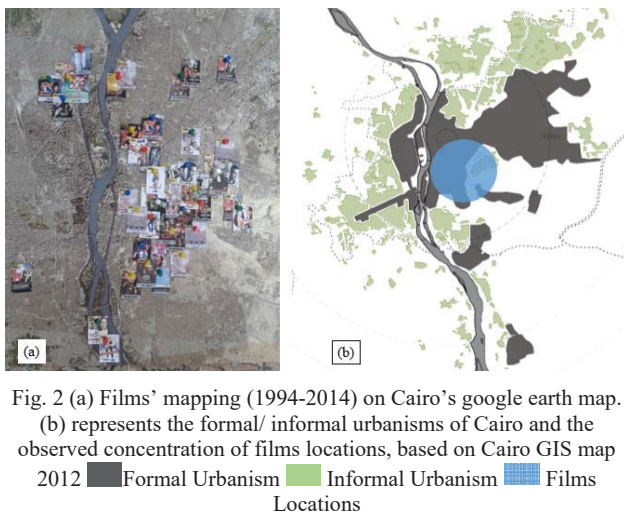 (a)
(b)
Fig. 2 (a) Films’ mapping (1994-2014) on Cairo’s google earth map.
(b) represents the formal/ informal urbanisms of Cairo and the
observed concentration of films locations, based on Cairo GIS map
2012 Formal Urbanism Informal Urbanism Films
Locations